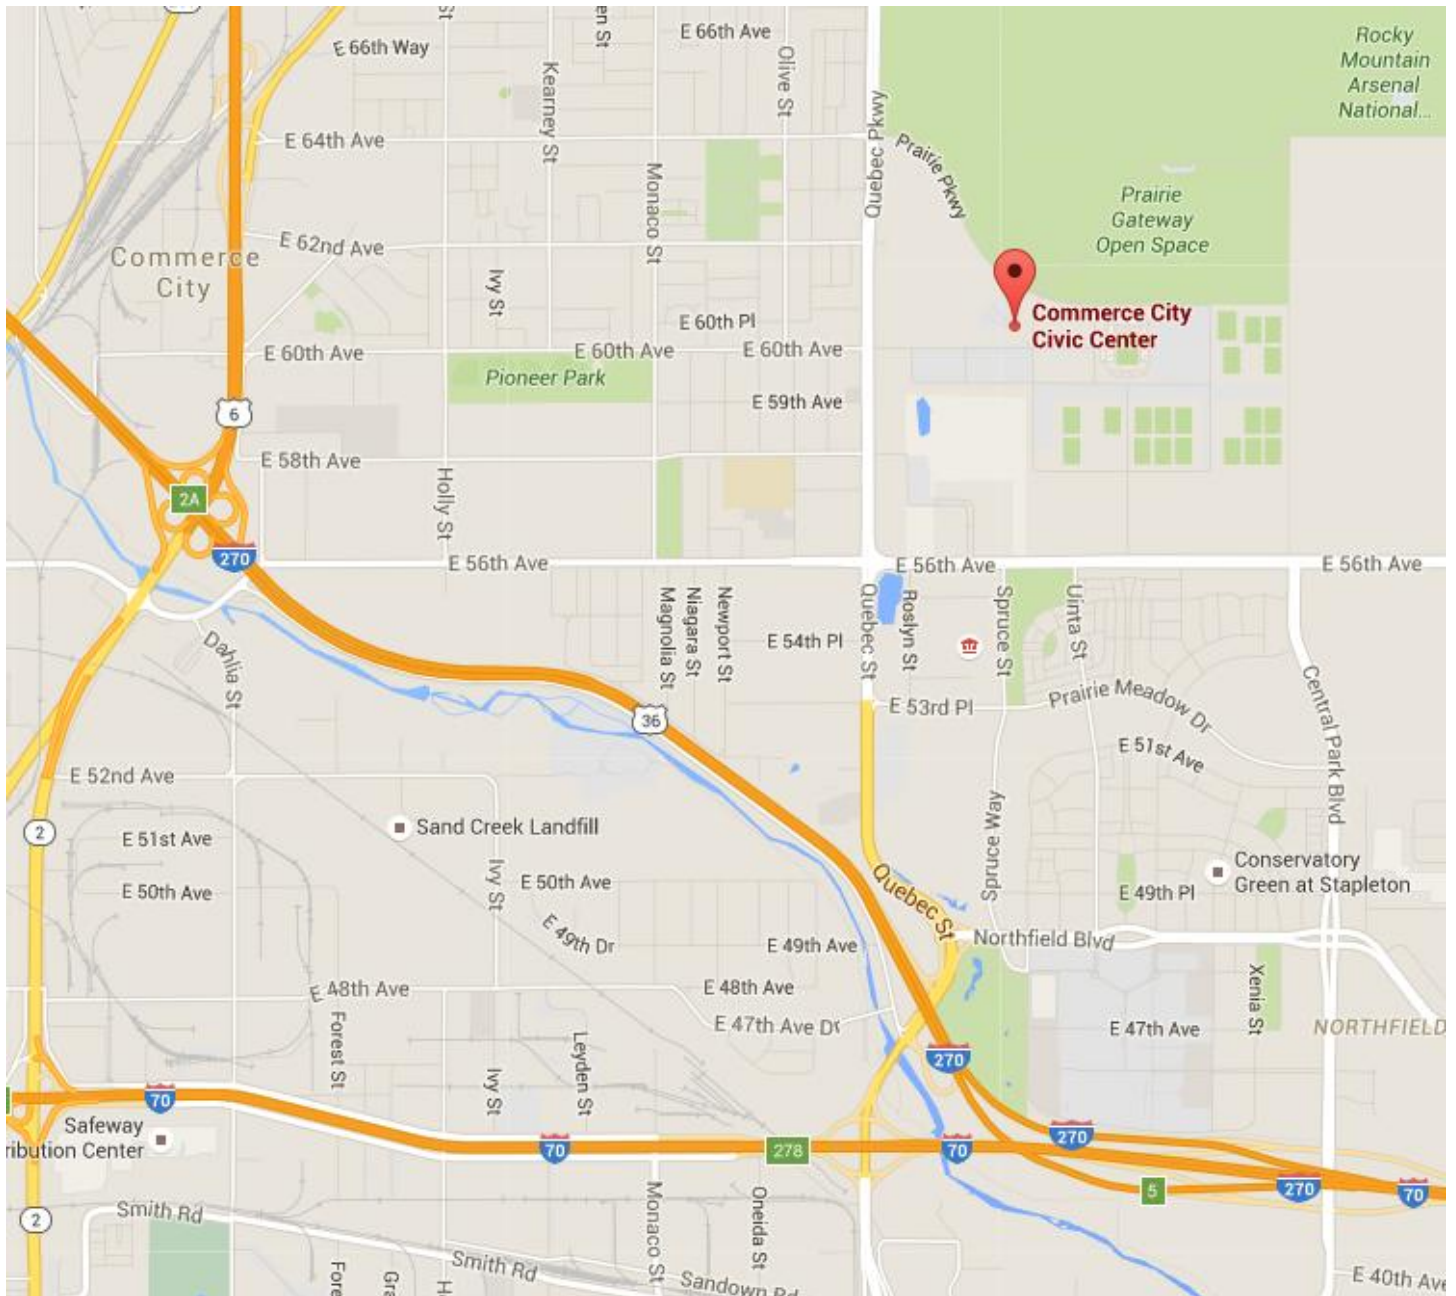 E 66th Way
E 66th Ave
Kearney St
Olive St
Quebec Pkwy
Rocky
Mountain
Arsenal
National...
E 64th Ave
Monaco St
Prairie Pkwy
Prairie
Gateway
Open Space
Commerce
City
E 62nd Ave
Ivy St
E 60th Pl
Commerce City
Civic Center
E 60th Ave
E 60th Ave
E 60th Ave
Pioneer Park
E 59th Ave
6
E 58th Ave
2A
Holly St
270
E 56th Ave
E 56th Ave
E 56th Ave
Dahlia St
Magnolia St
Niagara St
Newport St
E 54th Pl
Quebec St
Roslyn St
Spruce St
Uinta St
Central Park Blvd
36
E 53rd Pl
Prairie Meadow Dr
E 51st Ave
E 52nd Ave
2
E 51st Ave
Sand Creek Landfill
Spruce Way
E 50th Ave
Ivy St
E 50th Ave
Quebec St
Conservatory
Green at Stapleton
E 49th Pl
E 49th Dr
E 49th Ave
Northfield Blvd
E 48th Ave
E 48th Ave
Xenia St
E 47th Ave Dr
E 47th Ave
NORTHFIELD
Forest St
Leyden St
Ivy St
270
70
Safeway
ribution Center
70
278
70
270
5
270
70
2
Smith Rd
Monaco St
Oneida St
Smith Rd
Sandown Rd
E 40th Ave
Fore
Gra
H